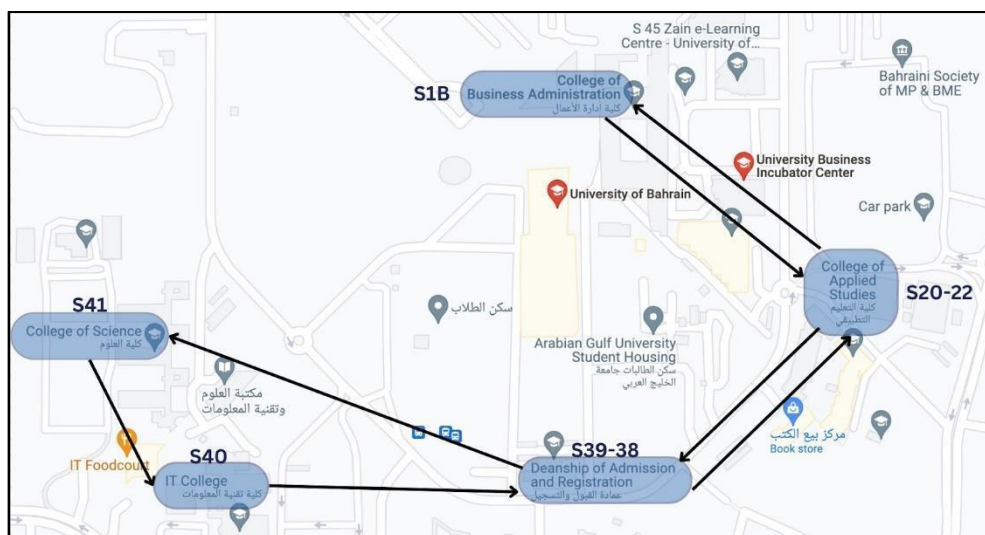 S 45 Zain e-Learning
Centre - University of...
Bahraini Society
of MP & BME
S1B
College of
Business Administration
كلية إدارة الأعمال
University Business
Incubator Center
University of Bahrain
Car park
College of
Applied Studies
كلية التعليم
التطبيقي
S20-22
S41
College of Science
كلية العلوم
سكن الطلاب
Arabian Gulf University
Student Housing
سكن الطالبات جامعة
الخليج العربي
مكتبة العلوم
وتقنية المعلومات
مركز بيع الكتب
Book store
IT Foodcourt
S40
IT College
كلية تقنية المعلومات
S39-38
Deanship of Admission
and Registration
عمادة القبول والتسجيل